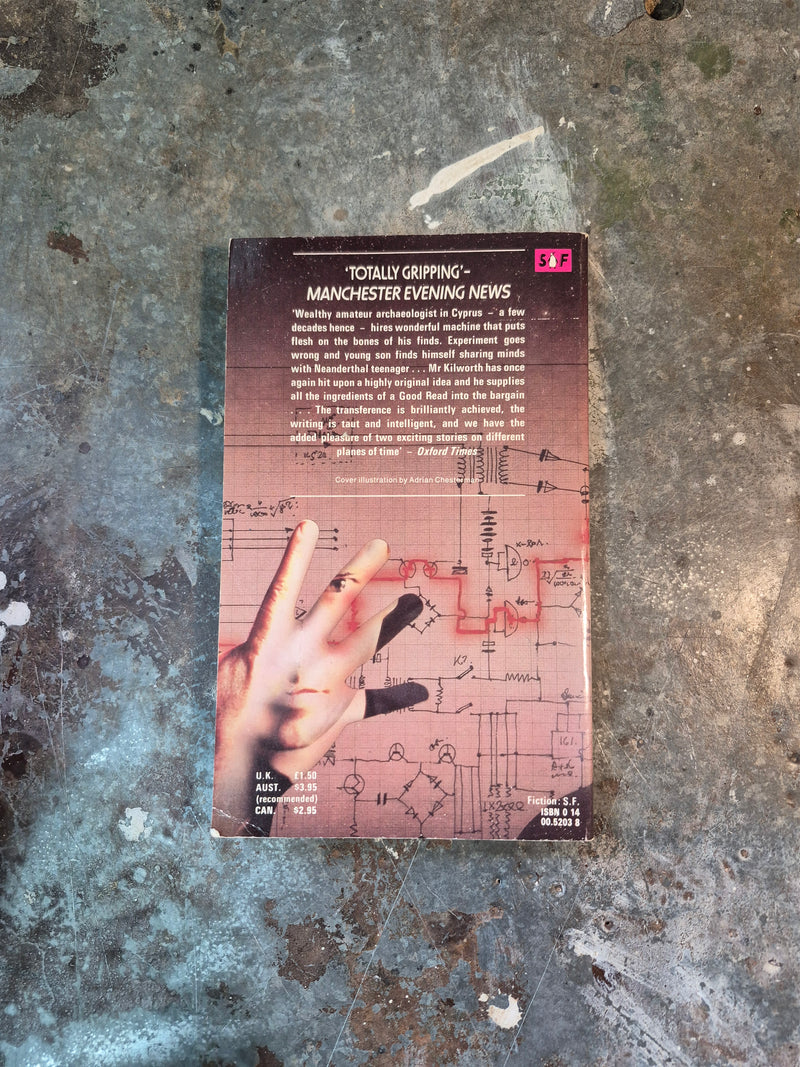 S F
'TOTALLY GRIPPING' –
MANCHESTER EVENING NEWS
'Wealthy amateur archaeologist in Cyprus – a few
decades hence – hires wonderful machine that puts
flesh on the bones of his finds. Experiment goes
wrong and young son finds himself sharing minds
with Neanderthal teenager . . . Mr Kilworth has once
again hit upon a highly original idea and he supplies
all the ingredients of a Good Read into the bargain
. . . . The transference is brilliantly achieved, the
writing is taut and intelligent, and we have the
added pleasure of two exciting stories on different
planes of time' – Oxford Times
Cover illustration by Adrian Chesterman
U.K. £1.50
AUST. $3.95
(recommended)
CAN. $2.95
Fiction: S.F.
ISBN 0 14
00.5203 8